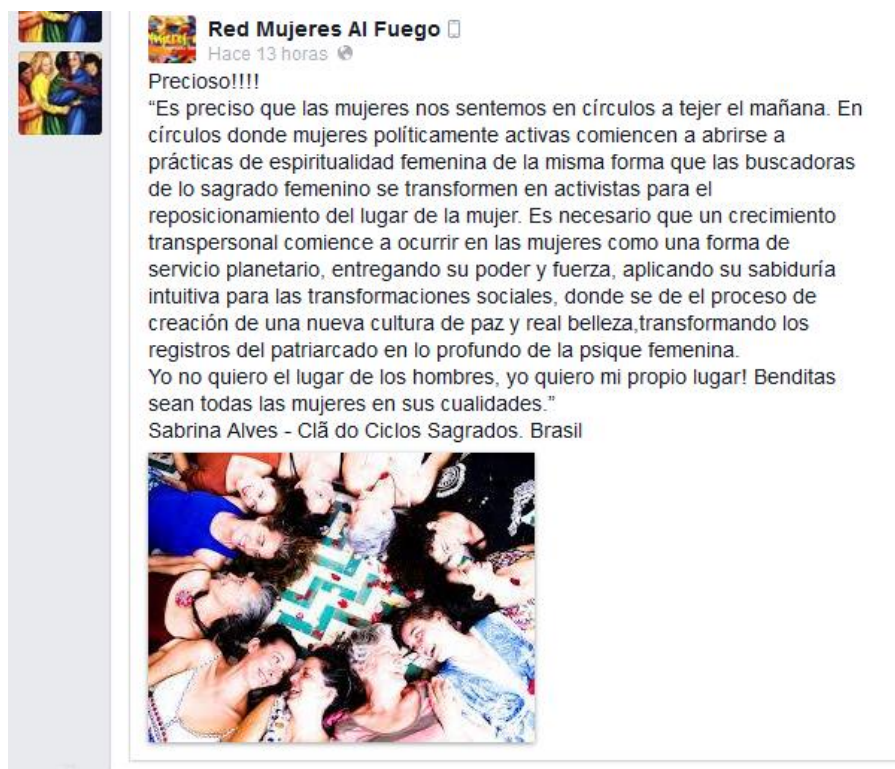 Red Mujeres Al Fuego
Hace 13 horas
Precioso!!!!
“Es preciso que las mujeres nos sentemos en círculos a tejer el mañana. En
círculos donde mujeres políticamente activas comiencen a abrirse a
prácticas de espiritualidad femenina de la misma forma que las buscadoras
de lo sagrado femenino se transformen en activistas para el
reposicionamiento del lugar de la mujer. Es necesario que un crecimiento
transpersonal comience a ocurrir en las mujeres como una forma de
servicio planetario, entregando su poder y fuerza, aplicando su sabiduría
intuitiva para las transformaciones sociales, donde se de el proceso de
creación de una nueva cultura de paz y real belleza,transformando los
registros del patriarcado en lo profundo de la psique femenina.
Yo no quiero el lugar de los hombres, yo quiero mi propio lugar! Benditas
sean todas las mujeres en sus cualidades.”
Sabrina Alves - Clã do Ciclos Sagrados. Brasil